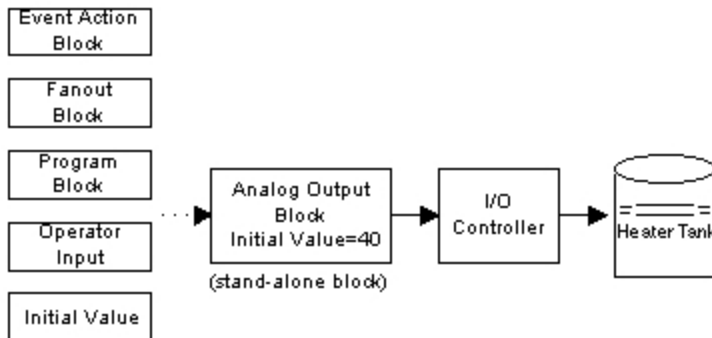 Event Action
Block
Fanout
Block
Program
Block
Operator
Input
Initial Value
Analog Output
Block
Initial Value=40
(stand-alone block)
I/O
Controller
Heater Tank